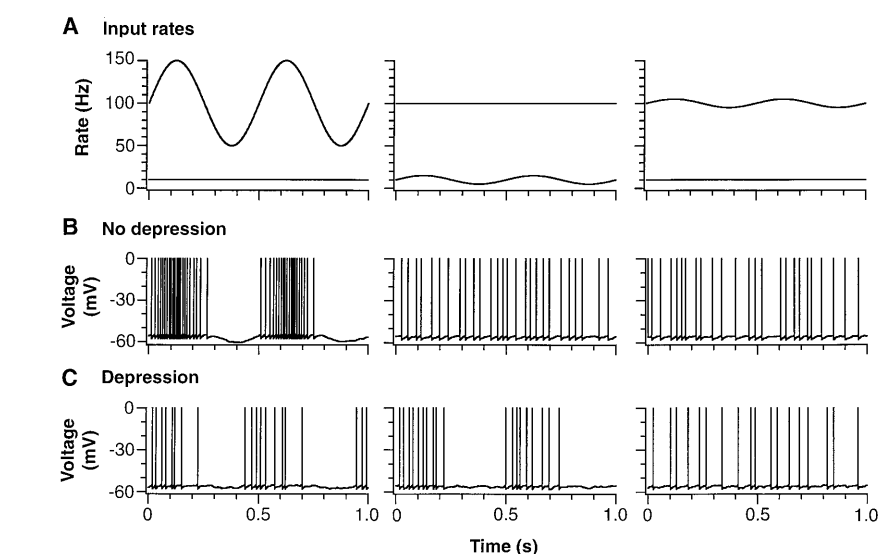 A Input rates
150
100
50
0
Rate (Hz)
B No depression
0
-30
-60
Voltage
(mV)
C Depression
0
-30
-60
Voltage
(mV)
0 0.5 1.0 0 0.5 1.0 0 0.5 1.0
Time (s)